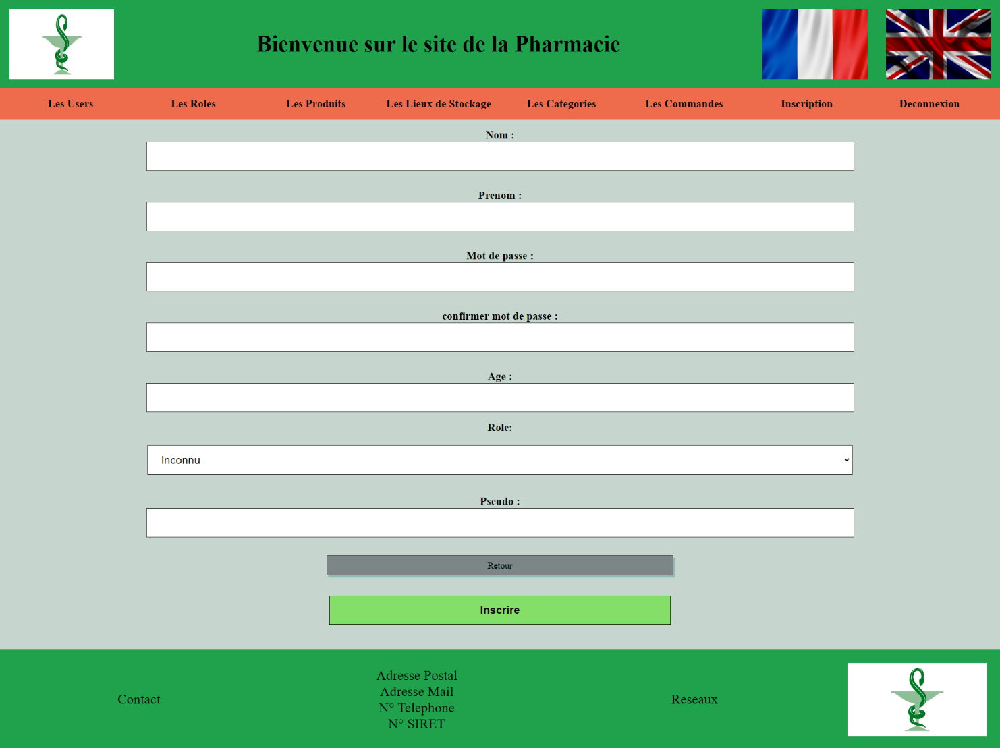 Bienvenue sur le site de la Pharmacie
Les Users
Les Roles
Les Produits
Les Lieux de Stockage
Les Categories
Les Commandes
Inscription
Deconnexion
Nom :
Prenom :
Mot de passe :
confirmer mot de passe :
Age :
Role:
Inconnu
Pseudo :
Retour
Inscrire
Contact
Adresse Postal
Adresse Mail
N° Telephone
N° SIRET
Reseaux